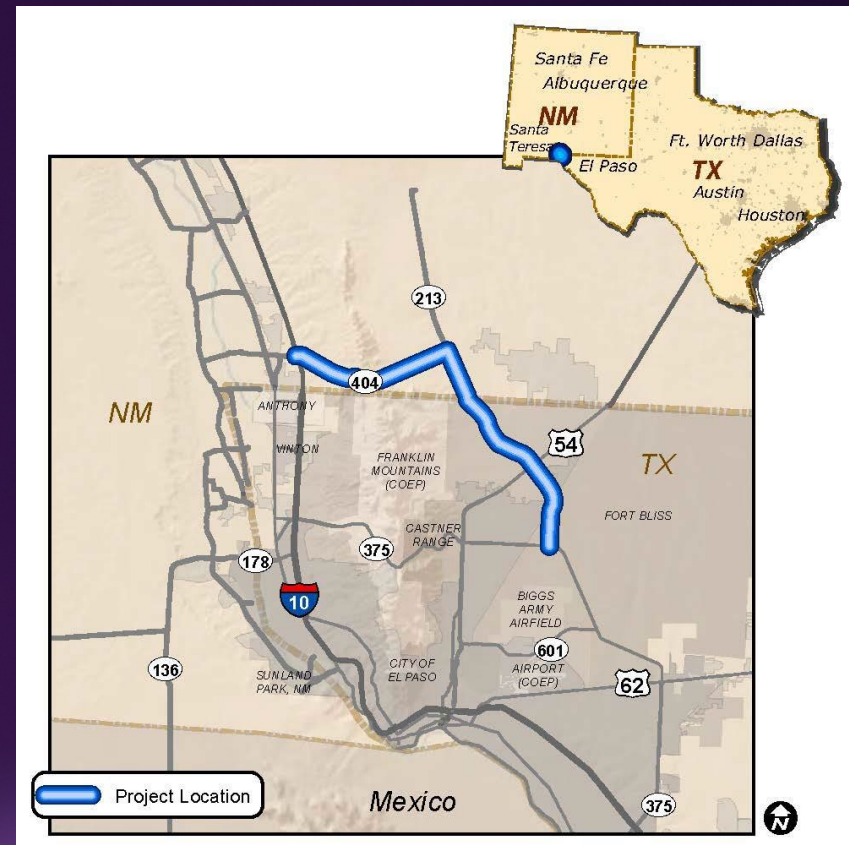 Santa Fe
Albuquerque
NM
Santa
Teresa
El Paso
Ft. Worth Dallas
TX
Austin
Houston
213
404
NM
ANTHONY
VINTON
FRANKLIN
MOUNTAINS
(COEP)
54
TX
FORT BLISS
CASTNER
RANGE
375
178
10
BIGGS
ARMY
AIRFIELD
601
AIRPORT
(COEP)
136
SUNLAND
PARK, NM
CITY OF
EL PASO
62
Project Location
Mexico
375
N